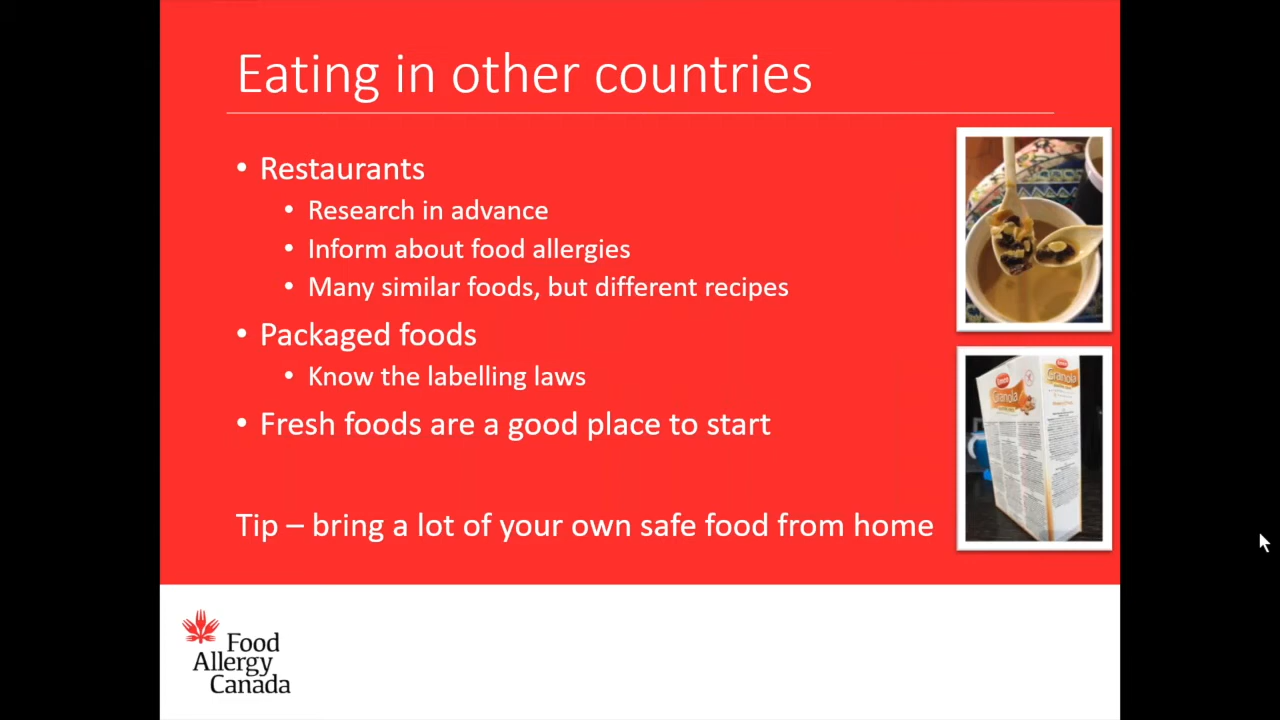 Eating in other countries
• Restaurants
• Research in advance
• Inform about food allergies
• Many similar foods, but different recipes
• Packaged foods
• Know the labelling laws
• Fresh foods are a good place to start
Tip – bring a lot of your own safe food from home
Granola
Granola
Food
Allergy
Canada